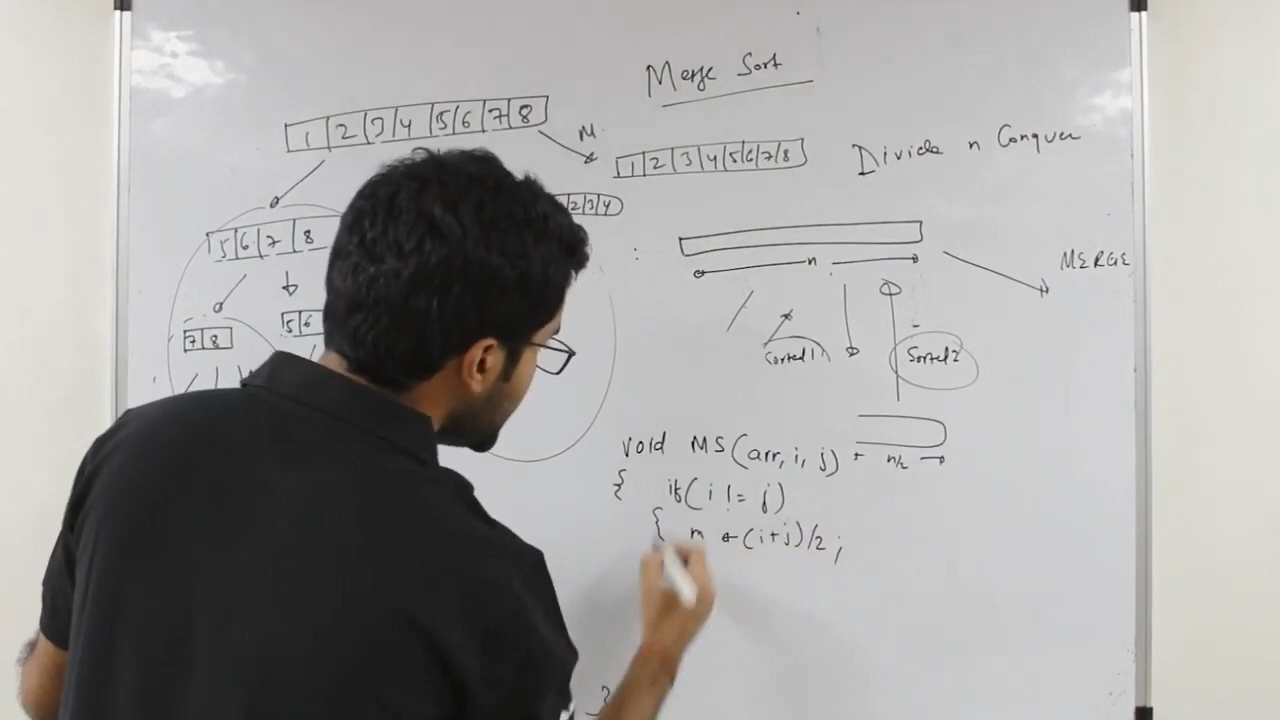 Merge Sort
1 2 3 4 5 6 7 8
M
1 2 3 4 5 6 7 8
Divide n Conquer
2 3 4
5 6 7 8
n
MERGE
7 8
5 6
Sorted 1
Sorted 2
void MS(arr, i, j)
n/2
{ if(i != j)
{ m ← (i+j)/2 ;
}